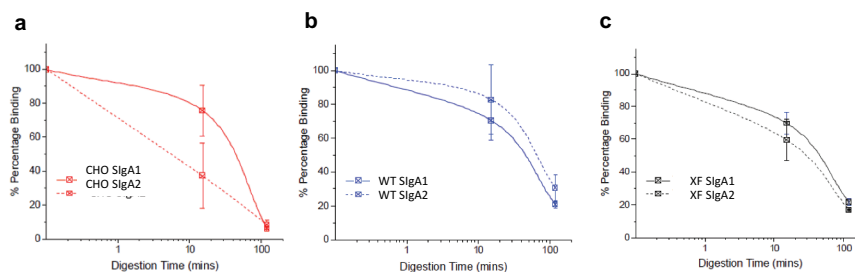 a
% Percentage Binding
100
80
60
40
20
0
CHO SIgA1
CHO SIgA2
1
10
100
Digestion Time (mins)
b
% Percentage Binding
100
80
60
40
20
0
WT SIgA1
WT SIgA2
1
10
100
Digestion Time (mins)
c
% Percentage Binding
100
80
60
40
20
0
XF SIgA1
XF SIgA2
1
10
100
Digestion Time (mins)